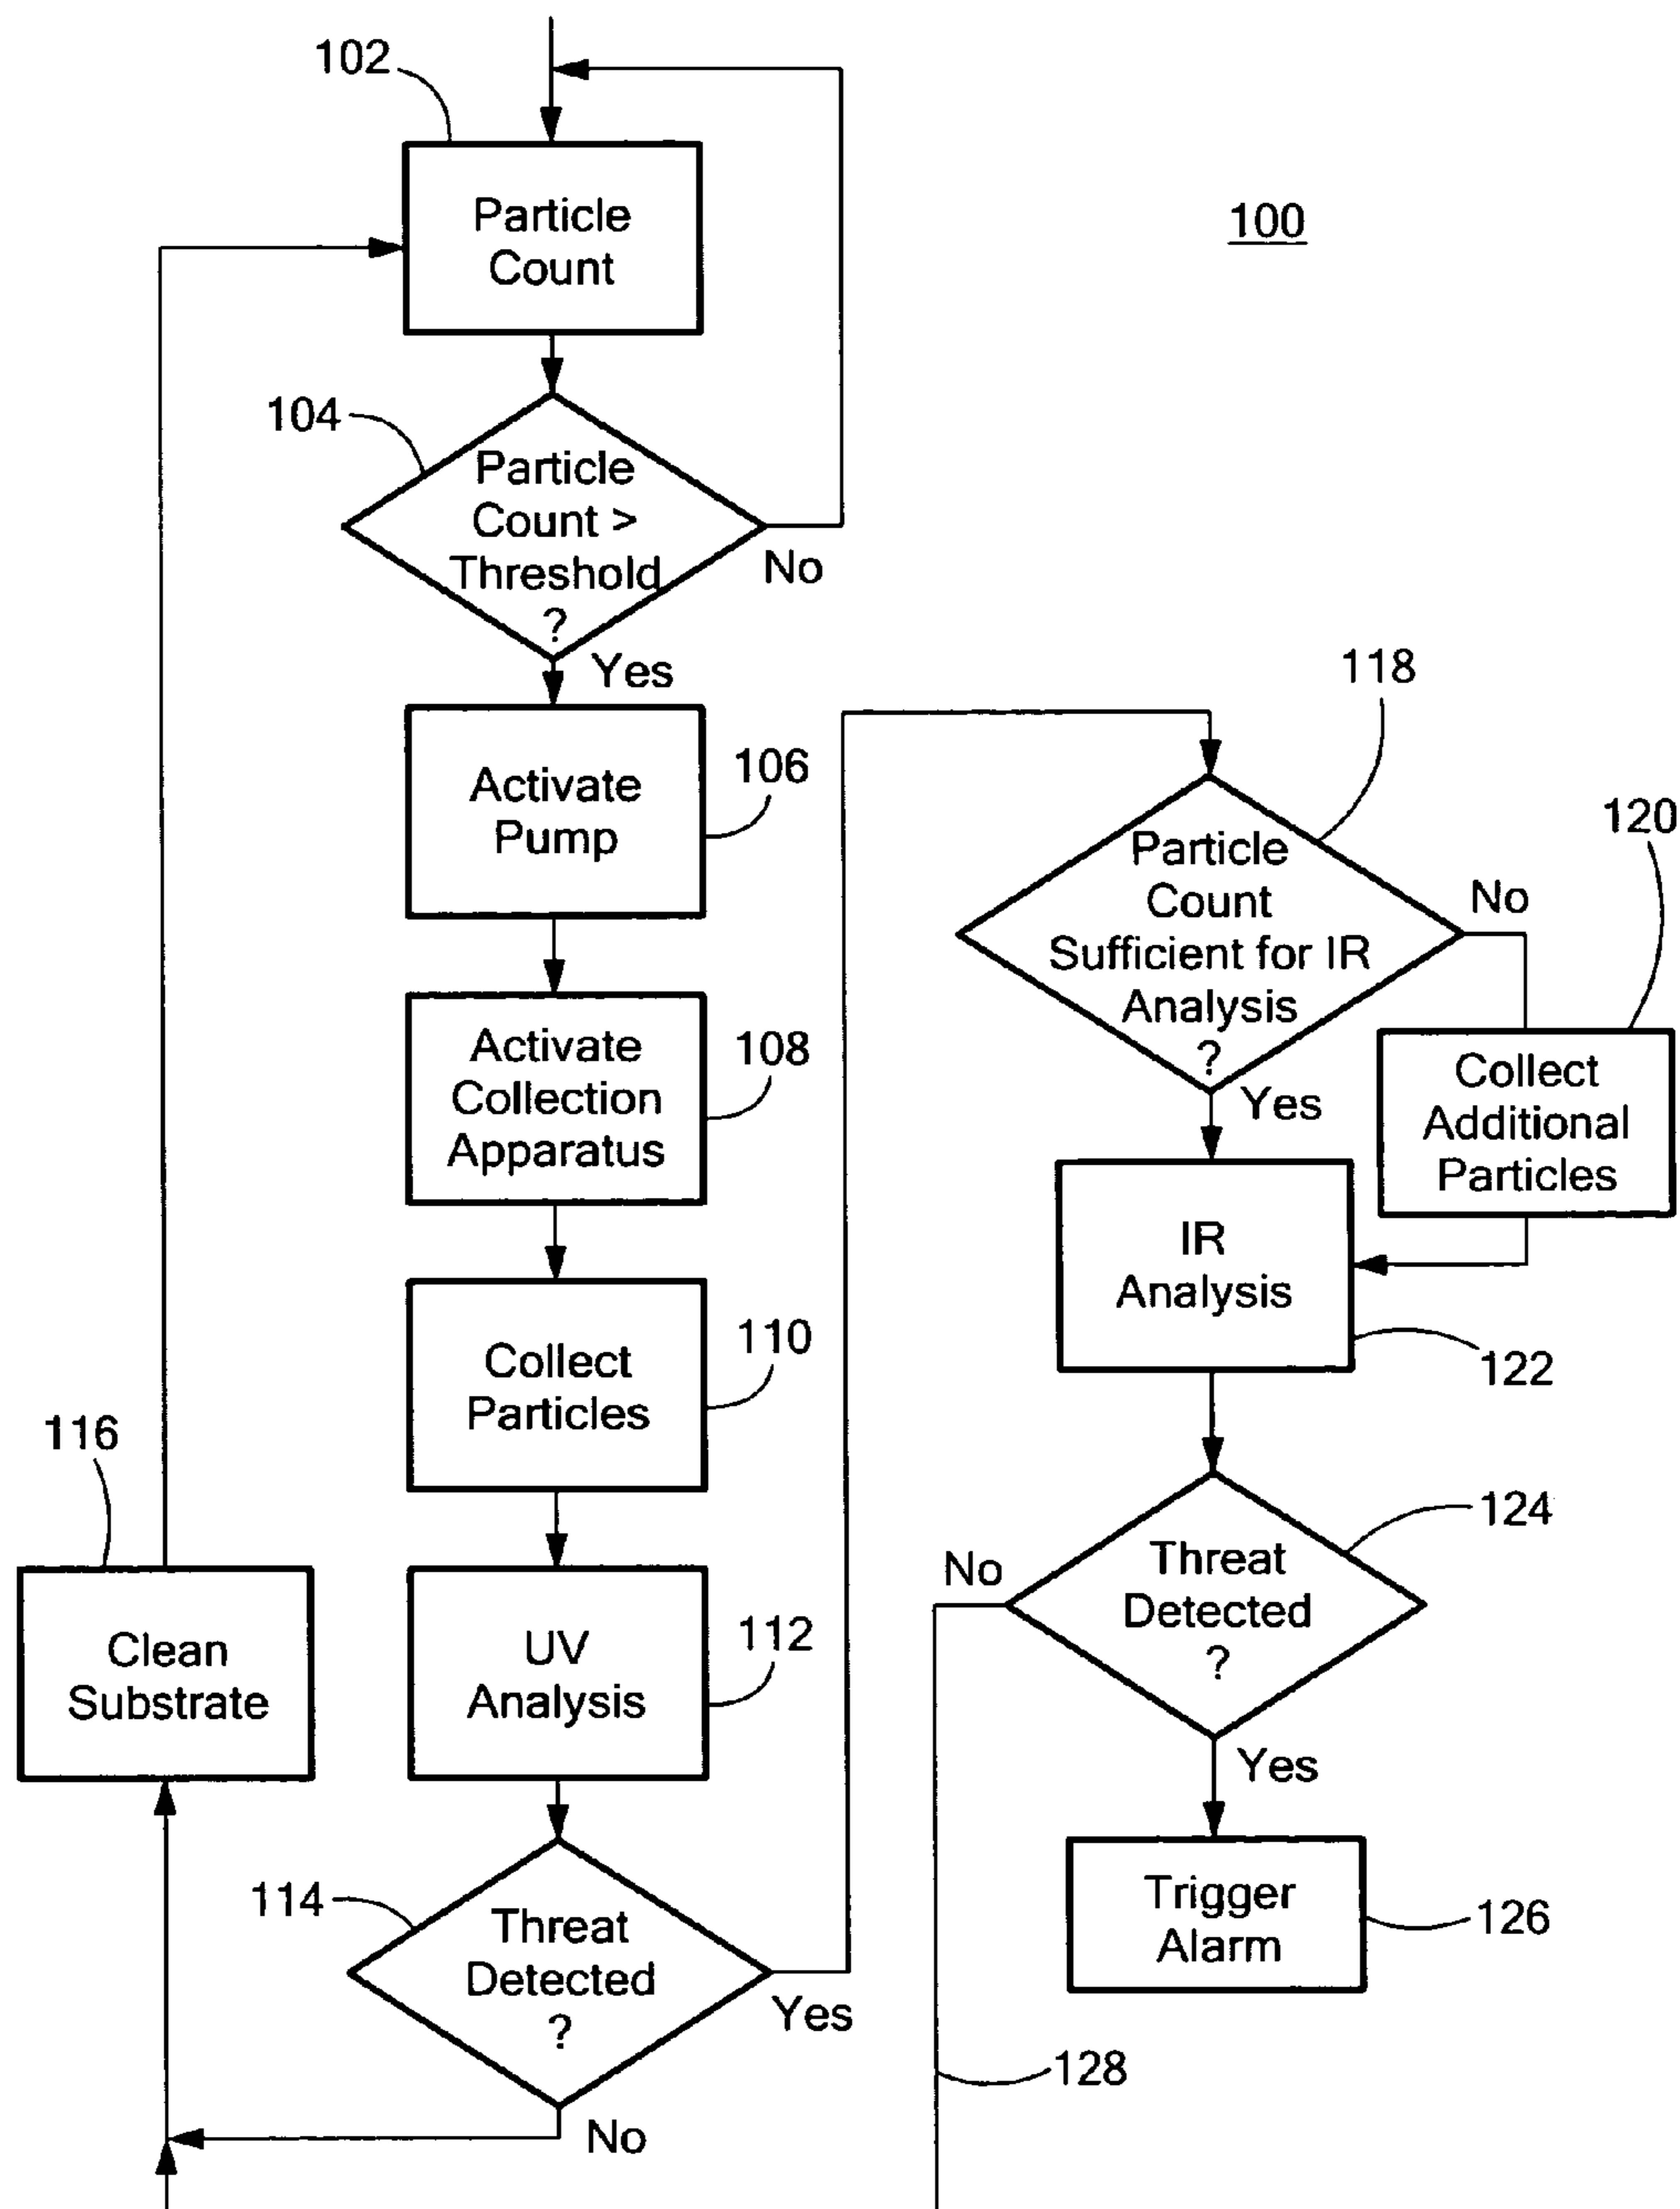 102
Particle
Count
100
104
Particle
Count >
Threshold
?
No
Yes
Activate
Pump
106
Activate
Collection
Apparatus
108
Collect
Particles
110
UV
Analysis
112
116
Clean
Substrate
114
Threat
Detected
?
Yes
No
118
Particle
Count
Sufficient for IR
Analysis
?
No
Yes
120
Collect
Additional
Particles
IR
Analysis
122
124
Threat
Detected
?
No
Yes
Trigger
Alarm
126
128